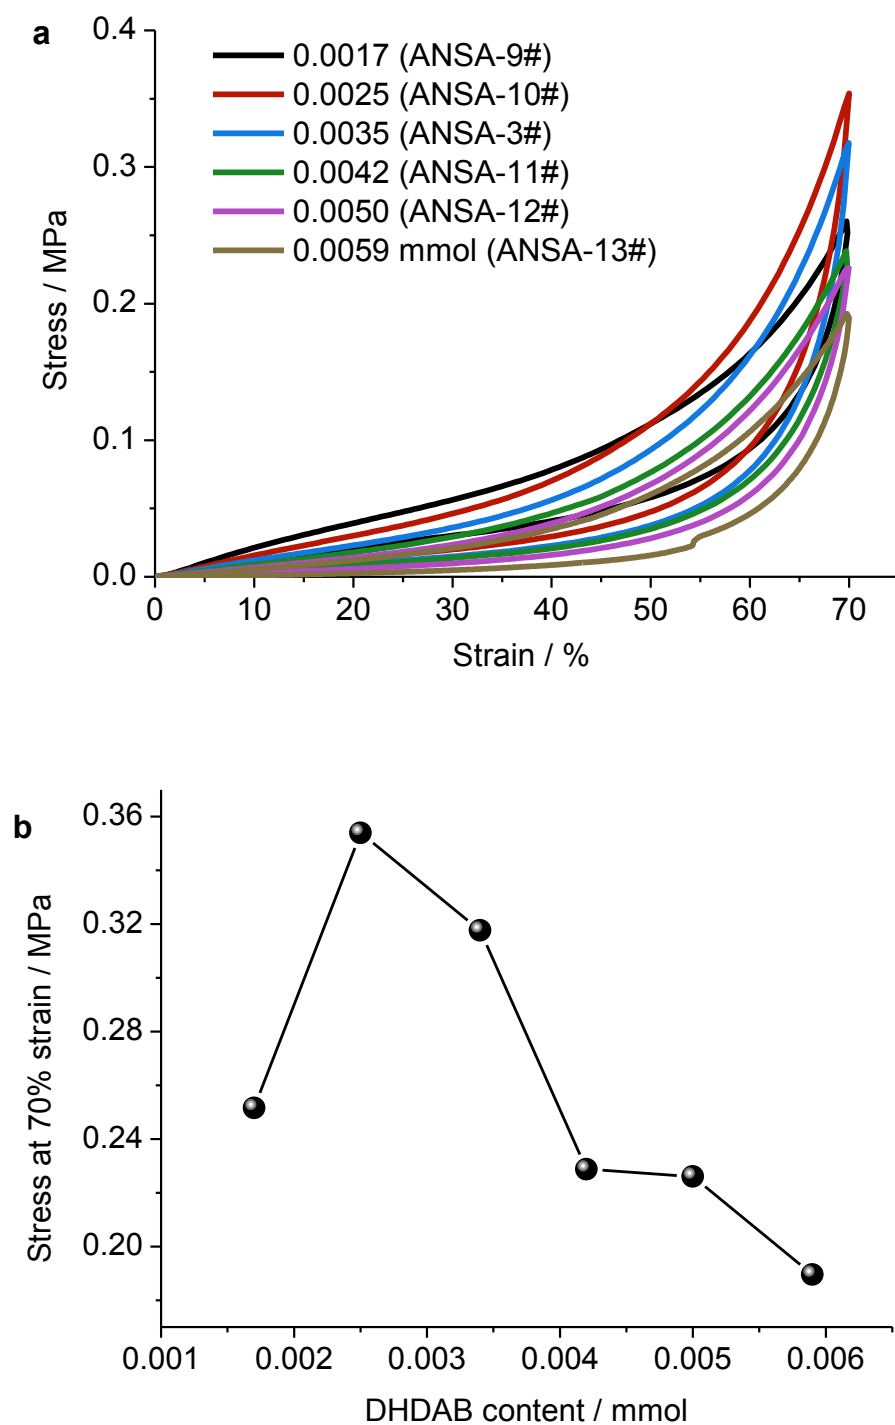 a
0.4
0.3
0.2
0.1
0.0
Stress / MPa
0.0017 (ANSA-9#)
0.0025 (ANSA-10#)
0.0035 (ANSA-3#)
0.0042 (ANSA-11#)
0.0050 (ANSA-12#)
0.0059 mmol (ANSA-13#)
0 10 20 30 40 50 60 70
Strain / %
b
0.36
0.32
0.28
0.24
0.20
Stress at 70% strain / MPa
0.001 0.002 0.003 0.004 0.005 0.006
DHDAB content / mmol